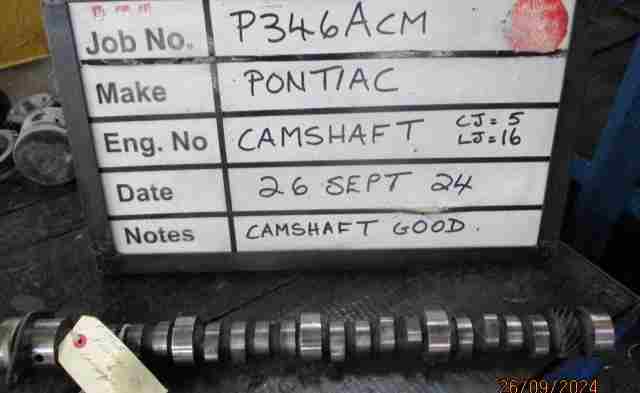 Job No. P346ACM
Make PONTIAC
Eng. No CAMSHAFT CJ=5
LJ=16
Date 26 SEPT 24
Notes CAMSHAFT GOOD.
26/09/2024